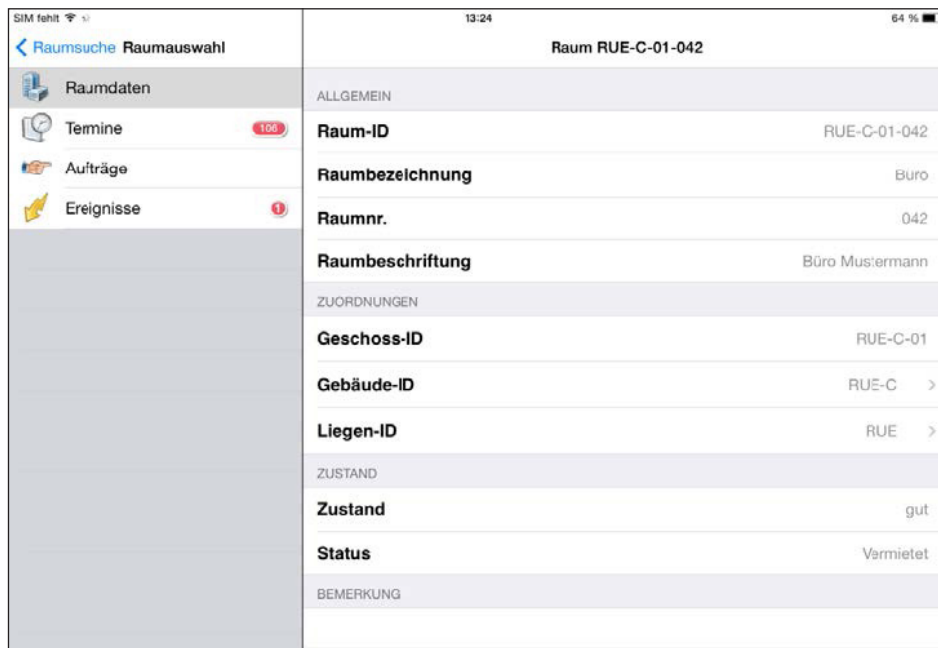 SIM fehlt 13:24 64 %
Raumsuche Raumauswahl
Raum RUE-C-01-042
Raumdaten
Termine 106
Aufträge
Ereignisse 1
ALLGEMEIN
Raum-ID RUE-C-01-042
Raumbezeichnung Büro
Raumnr. 042
Raumbeschriftung Büro Mustermann
ZUORDNUNGEN
Geschoss-ID RUE-C-01
Gebäude-ID RUE-C >
Liegen-ID RUE >
ZUSTAND
Zustand gut
Status Vermietet
BEMERKUNG